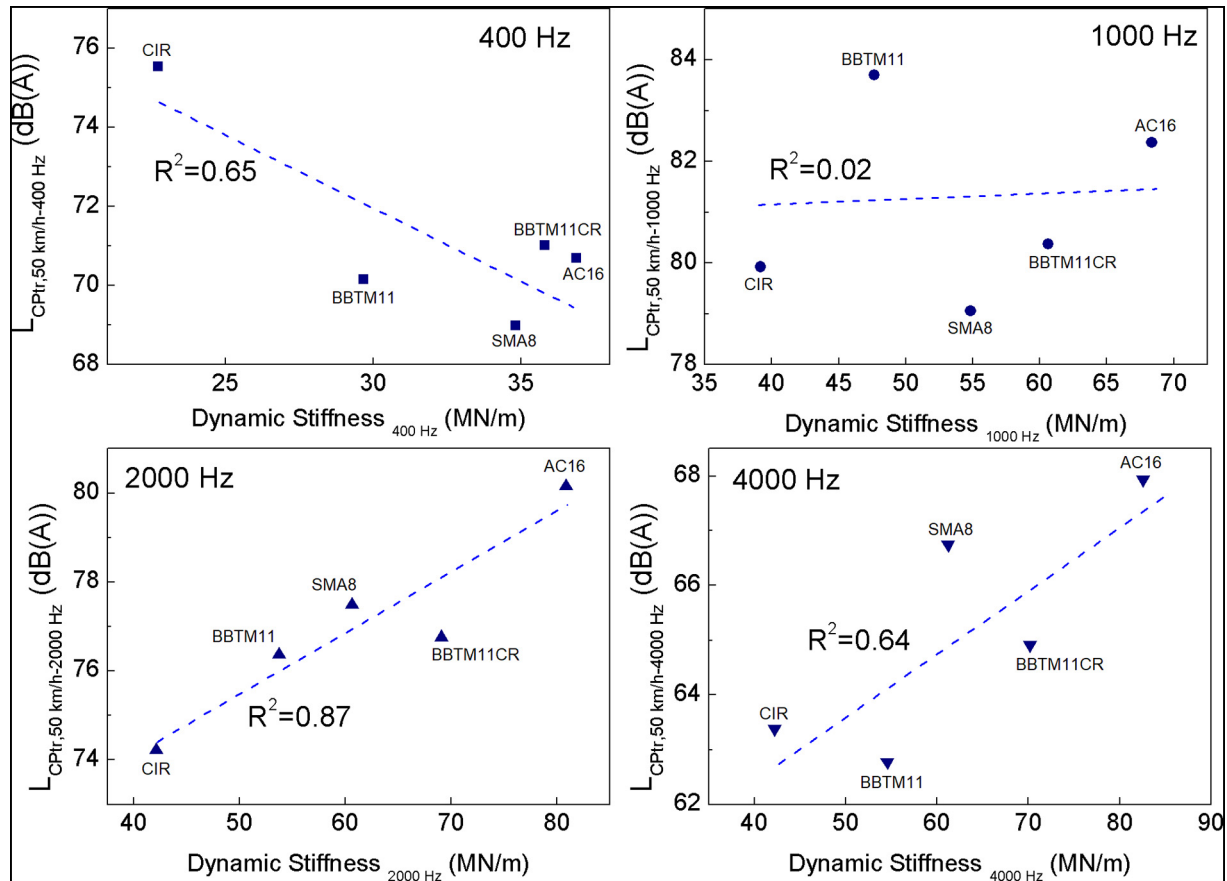 400 Hz
CIR
R²=0.65
BBTM11CR
AC16
BBTM11
SMA8
76
74
72
70
68
25
30
35
L CPtr,50 km/h-400 Hz (dB(A))
Dynamic Stiffness 400 Hz (MN/m)
1000 Hz
BBTM11
AC16
R²=0.02
CIR
BBTM11CR
SMA8
84
82
80
78
35
40
45
50
55
60
65
70
L CPtr,50 km/h-1000 Hz (dB(A))
Dynamic Stiffness 1000 Hz (MN/m)
2000 Hz
AC16
SMA8
BBTM11
BBTM11CR
R²=0.87
CIR
80
78
76
74
40
50
60
70
80
L CPtr,50 km/h-2000 Hz (dB(A))
Dynamic Stiffness 2000 Hz (MN/m)
4000 Hz
AC16
SMA8
R²=0.64
BBTM11CR
CIR
BBTM11
68
66
64
62
40
50
60
70
80
90
L CPtr,50 km/h-4000 Hz (dB(A))
Dynamic Stiffness 4000 Hz (MN/m)